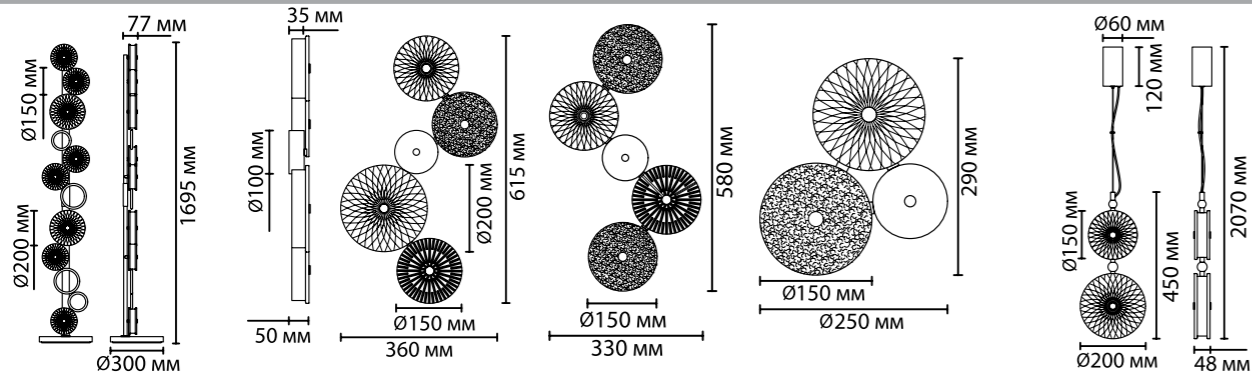 77 мм
Ø150 мм
Ø200 мм
1695 мм
Ø300 мм
35 мм
Ø100 мм
50 мм
Ø200 мм
615 мм
Ø150 мм
360 мм
580 мм
Ø150 мм
330 мм
290 мм
Ø150 мм
Ø250 мм
Ø60 мм
120 мм
2070 мм
Ø150 мм
450 мм
Ø200 мм
48 мм